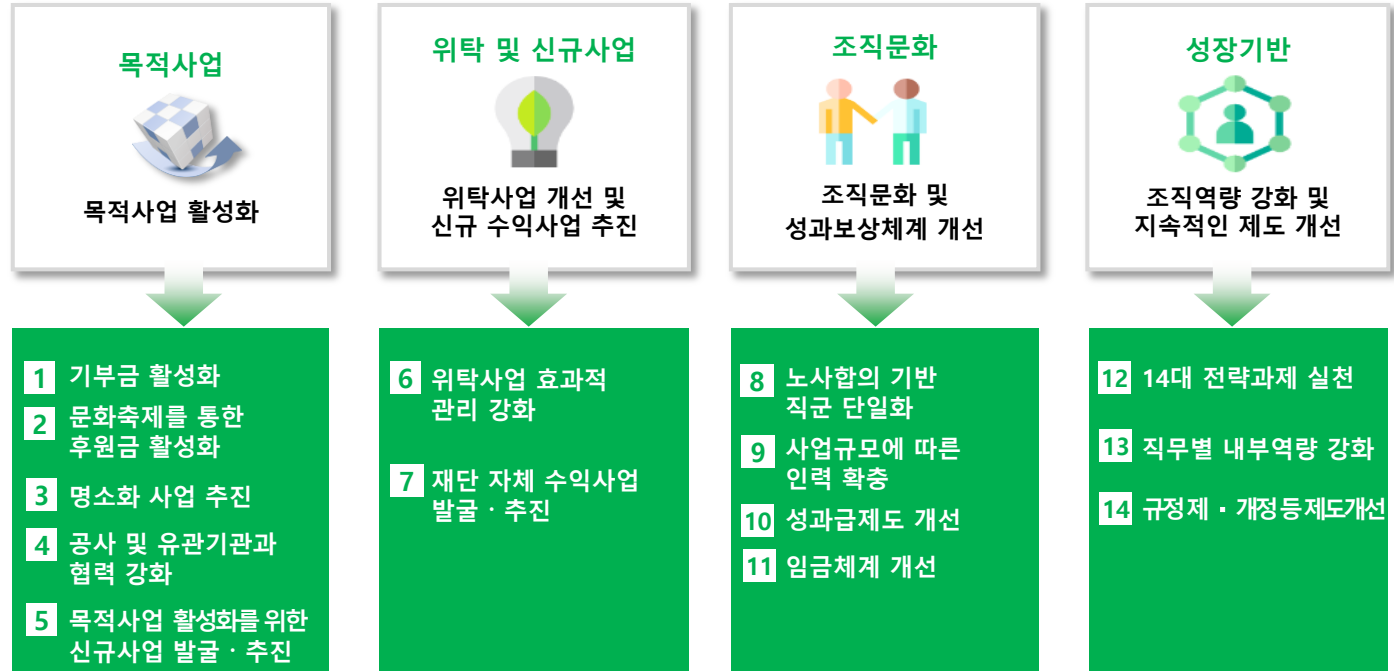 목적사업
목적사업 활성화
1 기부금 활성화
2 문화축제를 통한
후원금 활성화
3 명소화 사업 추진
4 공사 및 유관기관과
협력 강화
5 목적사업 활성화를 위한
신규사업 발굴 · 추진
위탁 및 신규사업
위탁사업 개선 및
신규 수익사업 추진
6 위탁사업 효과적
관리 강화
7 재단 자체 수익사업
발굴 · 추진
조직문화
조직문화 및
성과보상체계 개선
8 노사합의 기반
직군 단일화
9 사업규모에 따른
인력 확충
10 성과급제도 개선
11 임금체계 개선
성장기반
조직역량 강화 및
지속적인 제도 개선
12 14대 전략과제 실천
13 직무별 내부역량 강화
14 규정제 · 개정등제도개선